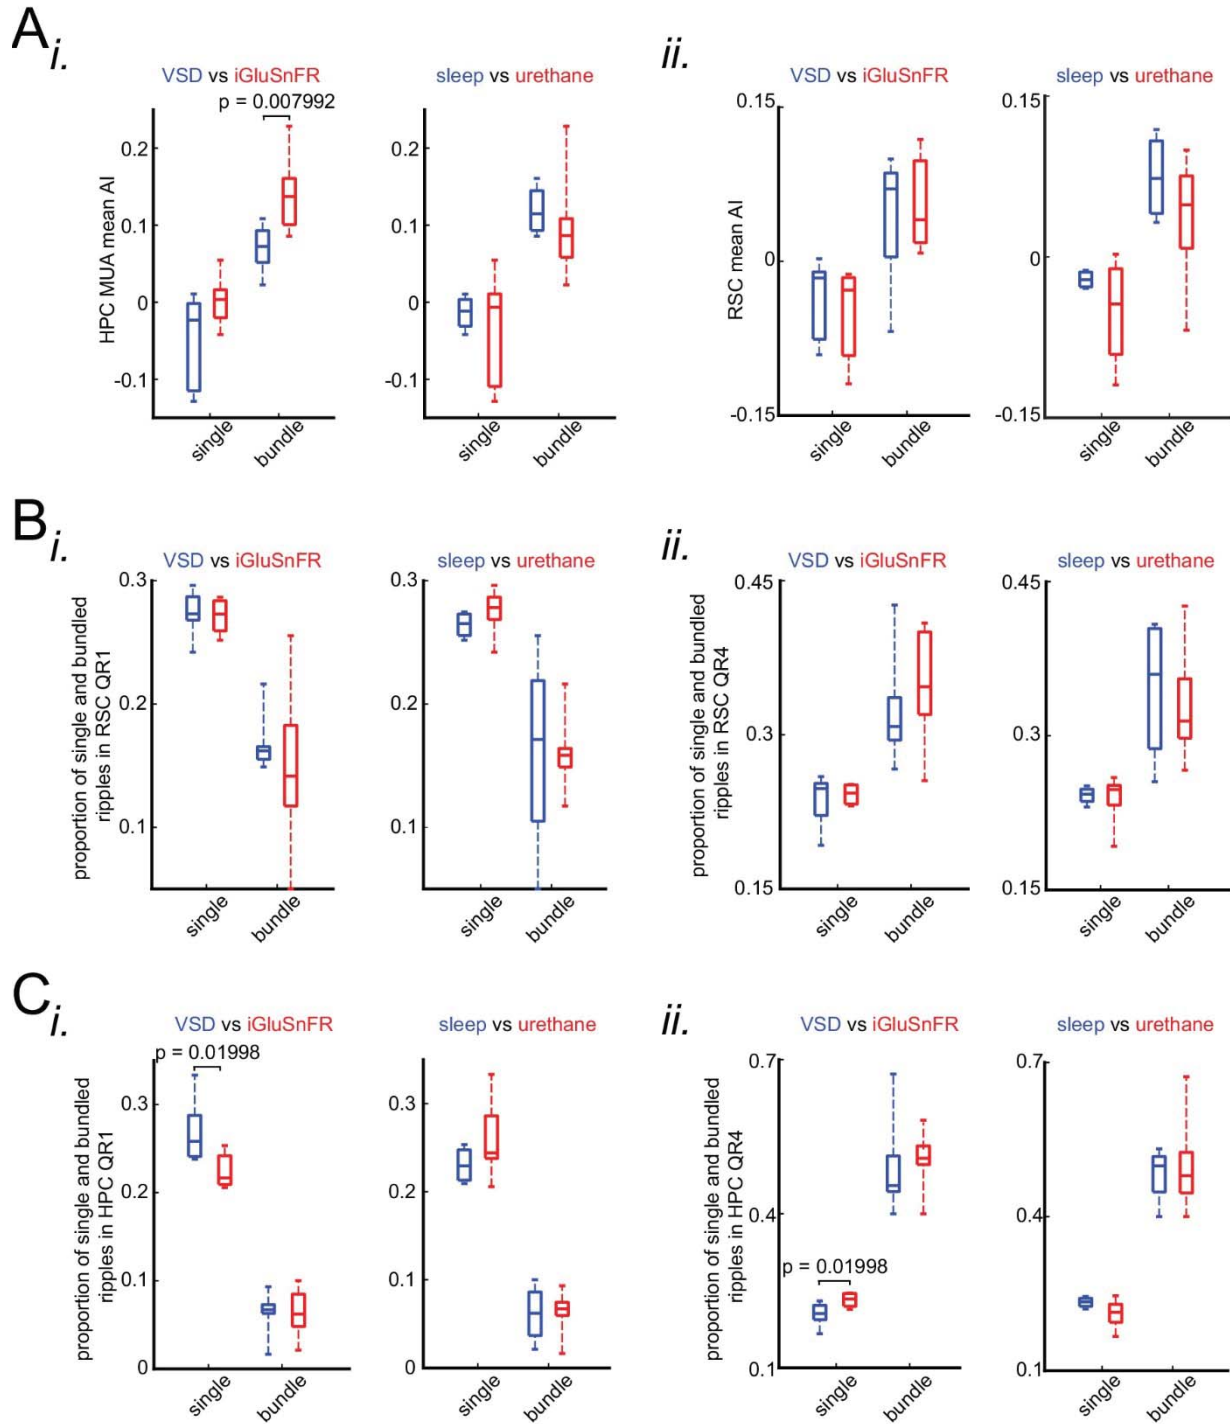 A
i.
VSD vs iGluSnFR
p = 0.007992
HPC MUA mean AI
0.2
0.1
0
-0.1
single
bundle
sleep vs urethane
0.2
0.1
0
-0.1
single
bundle
ii.
VSD vs iGluSnFR
RSC mean AI
0.15
0
-0.15
single
bundle
sleep vs urethane
0.15
0
-0.15
single
bundle
B
i.
VSD vs iGluSnFR
proportion of single and bundled
ripples in RSC QR1
0.3
0.2
0.1
single
bundle
sleep vs urethane
0.3
0.2
0.1
single
bundle
ii.
VSD vs iGluSnFR
proportion of single and bundled
ripples in RSC QR4
0.45
0.3
0.15
single
bundle
sleep vs urethane
0.45
0.3
0.15
single
bundle
C
i.
VSD vs iGluSnFR
p = 0.01998
proportion of single and bundled
ripples in HPC QR1
0.3
0.2
0.1
0
single
bundle
sleep vs urethane
0.3
0.2
0.1
0
single
bundle
ii.
VSD vs iGluSnFR
p = 0.01998
proportion of single and bundled
ripples in HPC QR4
0.7
0.4
0.1
single
bundle
sleep vs urethane
0.7
0.4
0.1
single
bundle